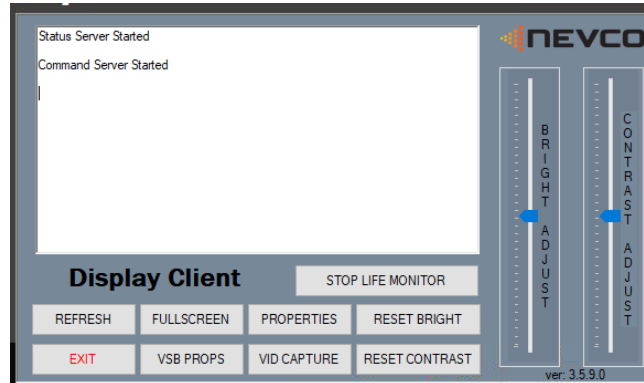 Status Server Started
Command Server Started
NEVCO
BRIGHT ADJUST
CONTRAST ADJUST
Display Client
STOP LIFE MONITOR
REFRESH
FULLSCREEN
PROPERTIES
RESET BRIGHT
EXIT
VSB PROPS
VID CAPTURE
RESET CONTRAST
ver: 3.5.9.0